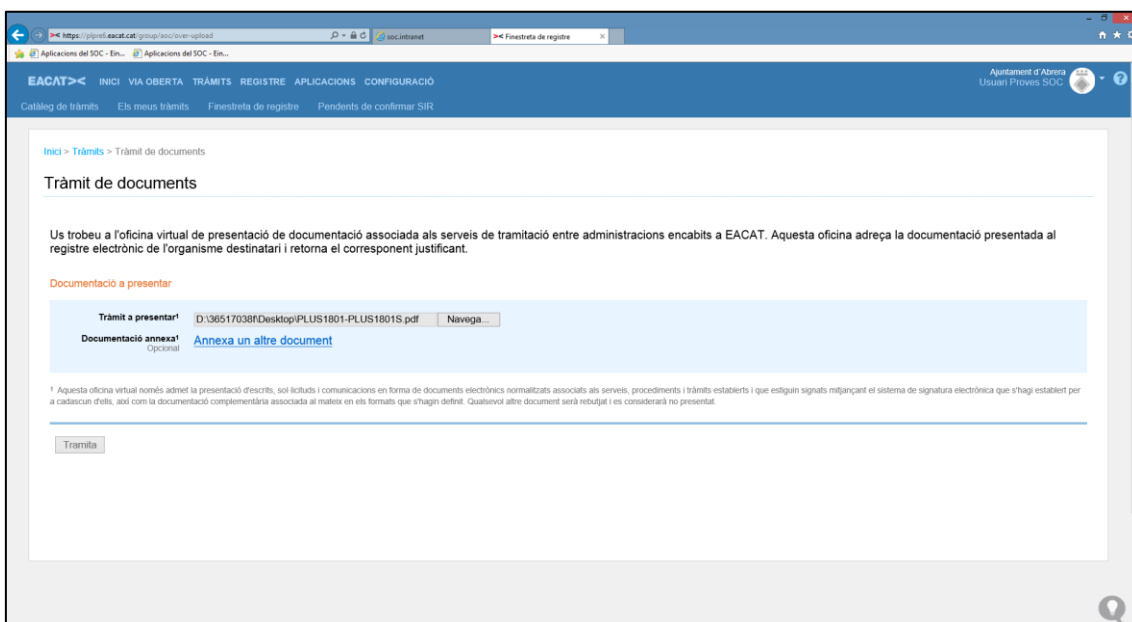 https://plpre6.eacat.cat/group/aoc/over-upload
soc.intranet
>< Finestreta de registre
Aplicacions del SOC - Ein...
Aplicacions del SOC - Ein...
EACAT>< INICI VIA OBERTA TRÀMITS REGISTRE APLICACIONS CONFIGURACIÓ
Ajuntament d'Abrera
Usuari Proves SOC
Catàleg de tràmits Els meus tràmits Finestreta de registre Pendents de confirmar SIR
Inici > Tràmits > Tràmit de documents
Tràmit de documents
Us trobeu a l'oficina virtual de presentació de documentació associada als serveis de tramitació entre administracions encabits a EACAT. Aquesta oficina adreça la documentació presentada al
registre electrònic de l'organisme destinatari i retorna el corresponent justificant.
Documentació a presentar
Tràmit a presentar¹ D:\36517038f\Desktop\PLUS1801-PLUS1801S.pdf Navega...
Documentació annexa¹ Annexa un altre document
Opcional
¹ Aquesta oficina virtual només admet la presentació d'escrits, sol·licituds i comunicacions en forma de documents electrònics normalitzats associats als serveis, procediments i tràmits establerts i que estiguin signats mitjançant el sistema de signatura electrònica que s'hagi establert per
a cadascun d'ells, així com la documentació complementària associada al mateix en els formats que s'hagin definit. Qualsevol altre document serà rebutjat i es considerarà no presentat.
Tramita